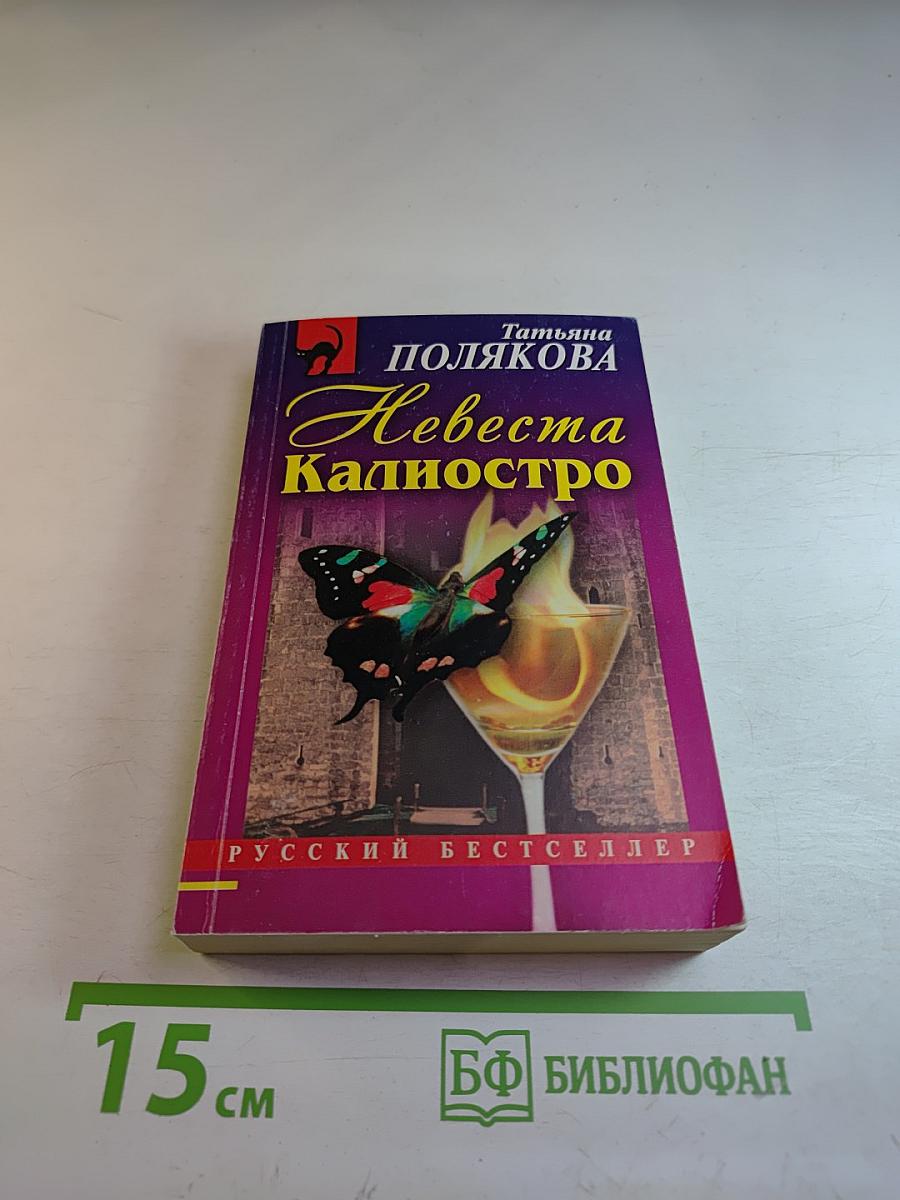 Татьяна
ПОЛЯКОВА
Невеста
Калиостро
РУССКИЙ БЕСТСЕЛЛЕР
15 см
БФ БИБЛИОФАН